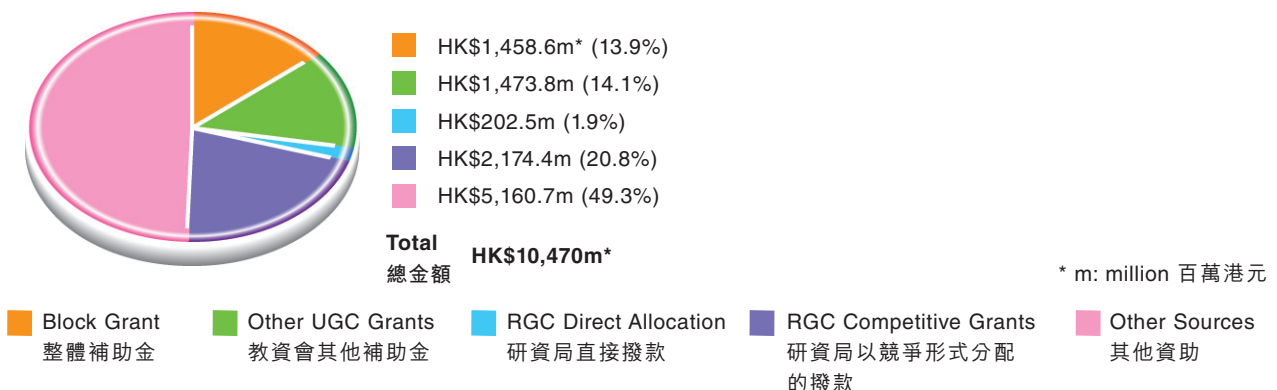 HK$1,458.6m* (13.9%)
HK$1,473.8m (14.1%)
HK$202.5m (1.9%)
HK$2,174.4m (20.8%)
HK$5,160.7m (49.3%)
Total
總金額
HK$10,470m*
* m: million 百萬港元
Block Grant
整體補助金
Other UGC Grants
教資會其他補助金
RGC Direct Allocation
研資局直接撥款
RGC Competitive Grants
研資局以競爭形式分配
的撥款
Other Sources
其他資助